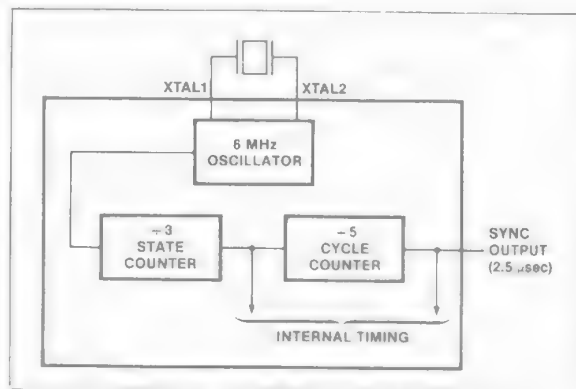 XTAL1
XTAL2
6 MHz
OSCILLATOR
÷3
STATE
COUNTER
÷5
CYCLE
COUNTER
SYNC
OUTPUT
(2.5 μsec)
INTERNAL TIMING